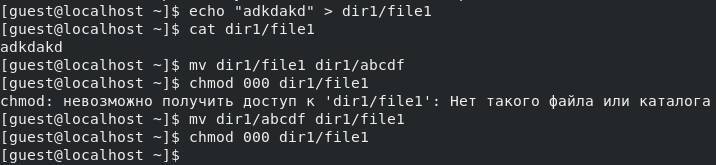 [guest@localhost ~]$ echo "adkdakd" > dir1/file1
[guest@localhost ~]$ cat dir1/file1
adkdakd
[guest@localhost ~]$ mv dir1/file1 dir1/abcdf
[guest@localhost ~]$ chmod 000 dir1/file1
chmod: невозможно получить доступ к 'dir1/file1': Нет такого файла или каталога
[guest@localhost ~]$ mv dir1/abcdf dir1/file1
[guest@localhost ~]$ chmod 000 dir1/file1
[guest@localhost ~]$